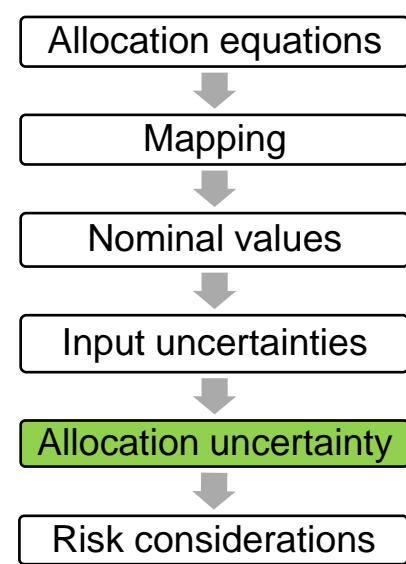 Allocation equations
Mapping
Nominal values
Input uncertainties
Allocation uncertainty
Risk considerations